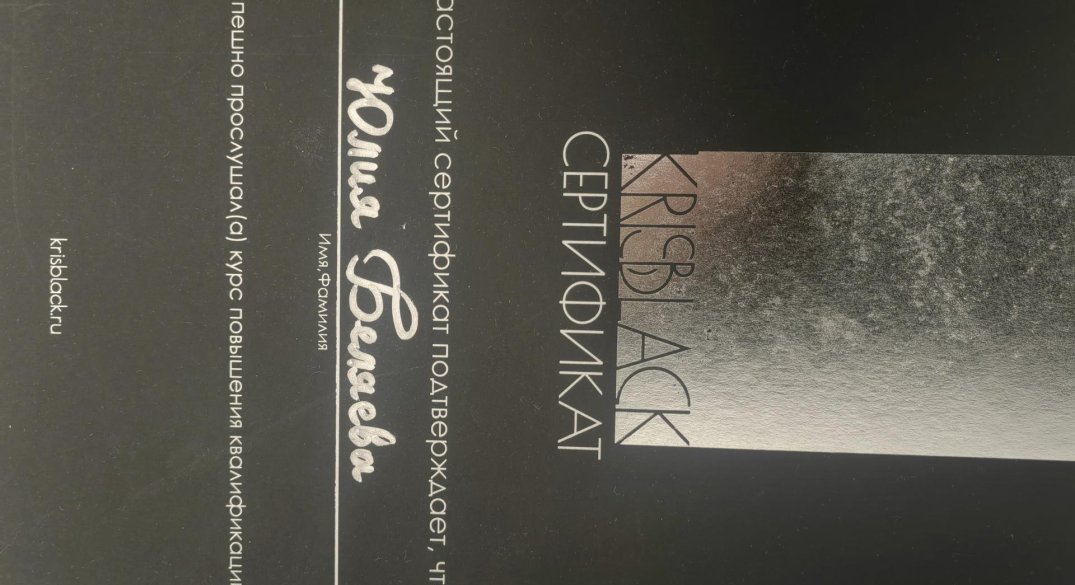 KRISBLACK
СЕРТИФИКАТ
астоящий сертификат подтверждает, чт
Юлия Беляева
Имя,Фамилия
пешно прослушал(а) курс повышения квалификаци
krisblack.ru